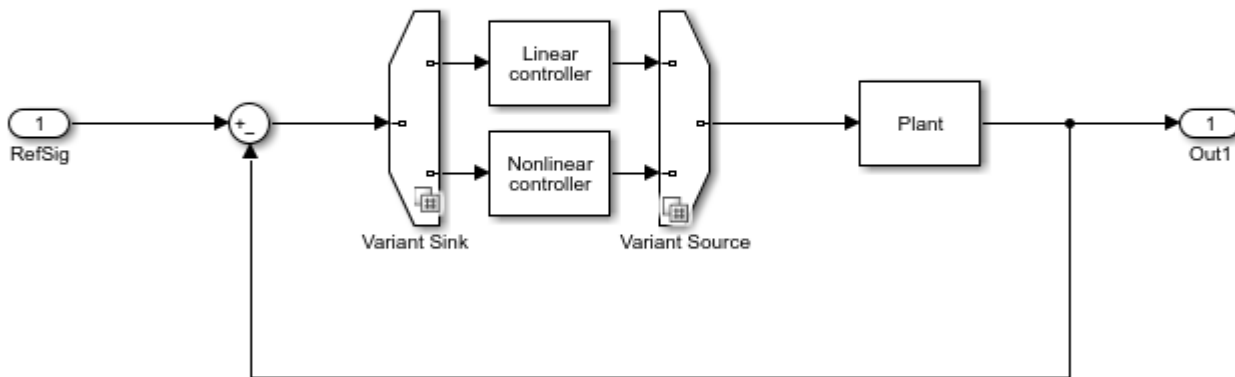 Linear
controller
1
RefSig
+
-
Plant
1
Out1
Nonlinear
controller
Variant Sink
Variant Source